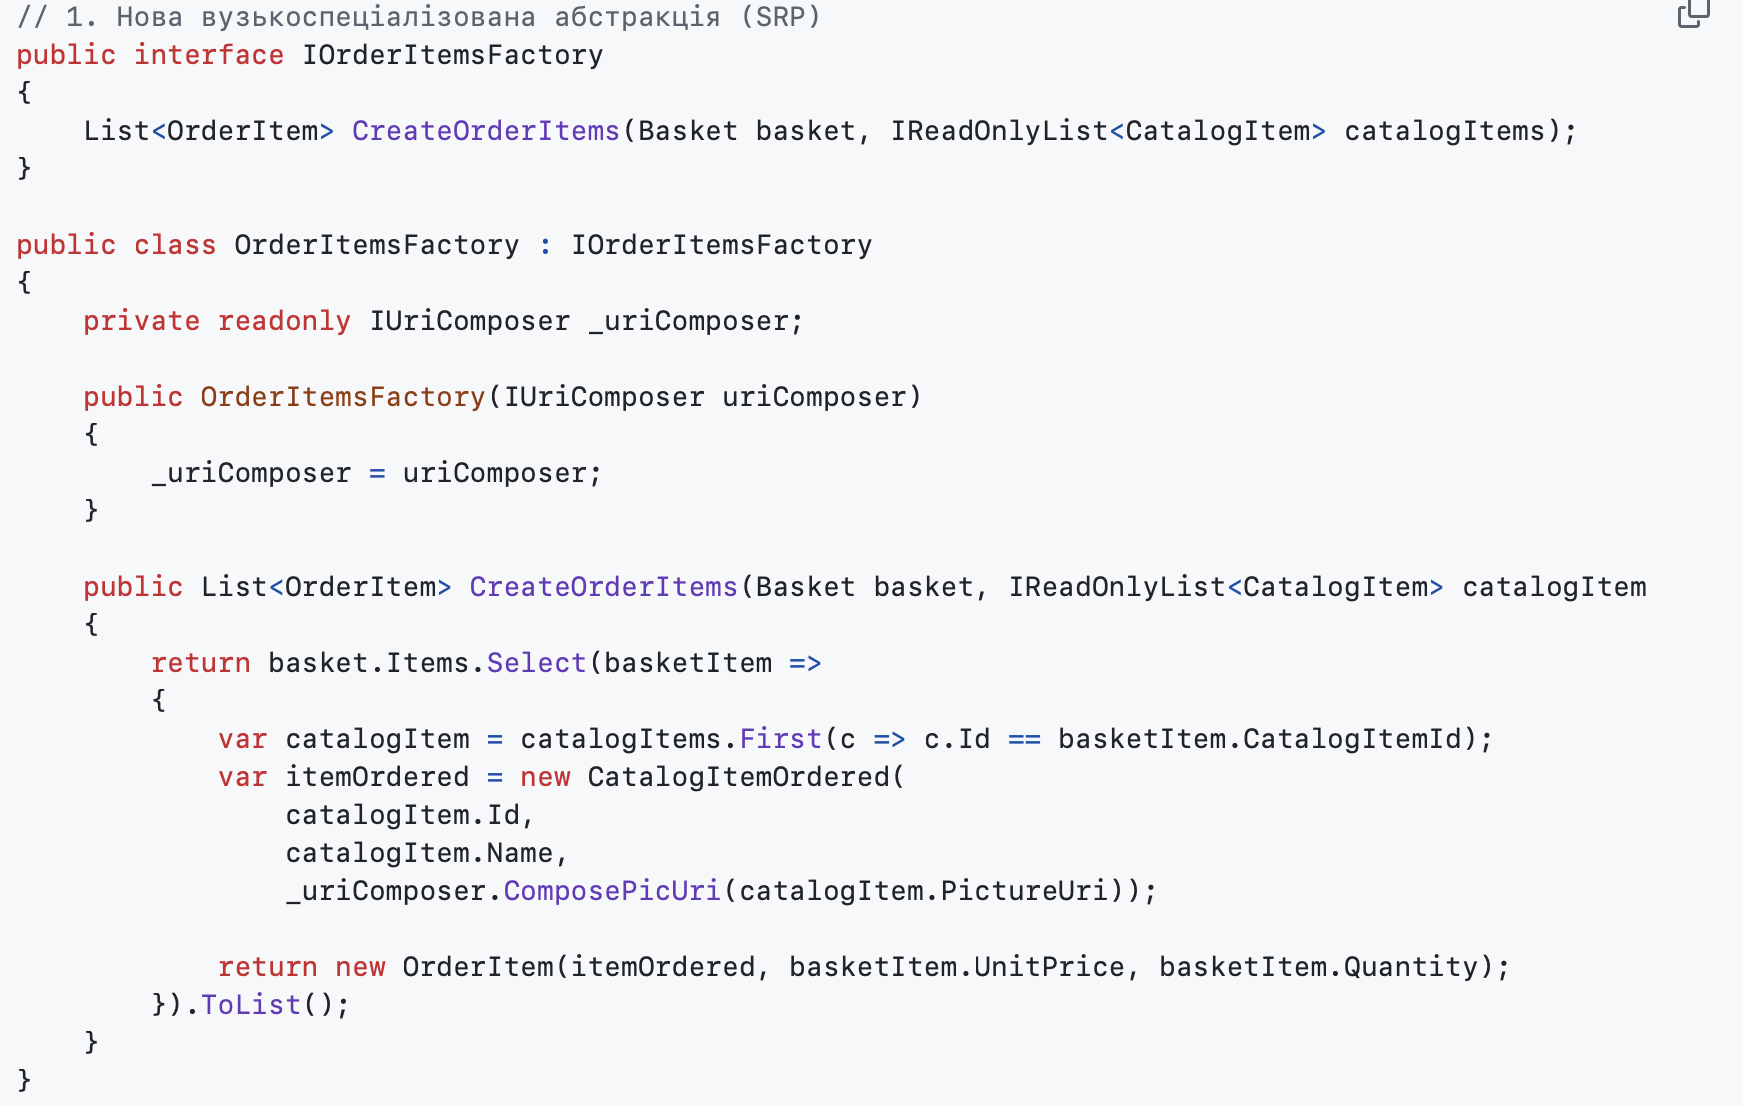 // 1. Нова вузькоспеціалізована абстракція (SRP)
public interface IOrderItemsFactory
{
    List<OrderItem> CreateOrderItems(Basket basket, IReadOnlyList<CatalogItem> catalogItems);
}

public class OrderItemsFactory : IOrderItemsFactory
{
    private readonly IUriComposer _uriComposer;

    public OrderItemsFactory(IUriComposer uriComposer)
    {
        _uriComposer = uriComposer;
    }

    public List<OrderItem> CreateOrderItems(Basket basket, IReadOnlyList<CatalogItem> catalogItem
    {
        return basket.Items.Select(basketItem =>
        {
            var catalogItem = catalogItems.First(c => c.Id == basketItem.CatalogItemId);
            var itemOrdered = new CatalogItemOrdered(
                catalogItem.Id,
                catalogItem.Name,
                _uriComposer.ComposePicUri(catalogItem.PictureUri));

            return new OrderItem(itemOrdered, basketItem.UnitPrice, basketItem.Quantity);
        }).ToList();
    }
}